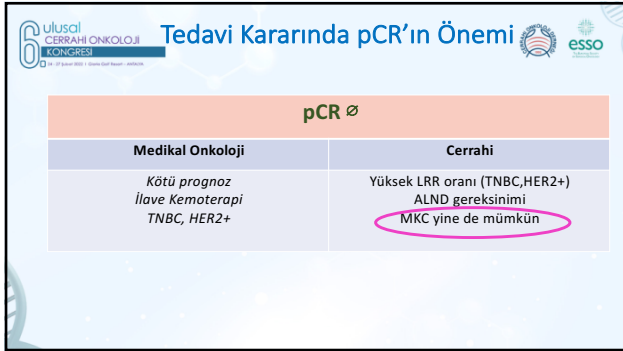 6. ulusal
CERRAHİ ONKOLOJİ
KONGRESİ
Tedavi Kararında pCR'ın Önemi
esso
pCR ∅
Medikal Onkoloji
Cerrahi
Kötü prognoz
Yüksek LRR oranı (TNBC,HER2+)
İlave Kemoterapi
ALND gereksinimi
TNBC, HER2+
MKC yine de mümkün